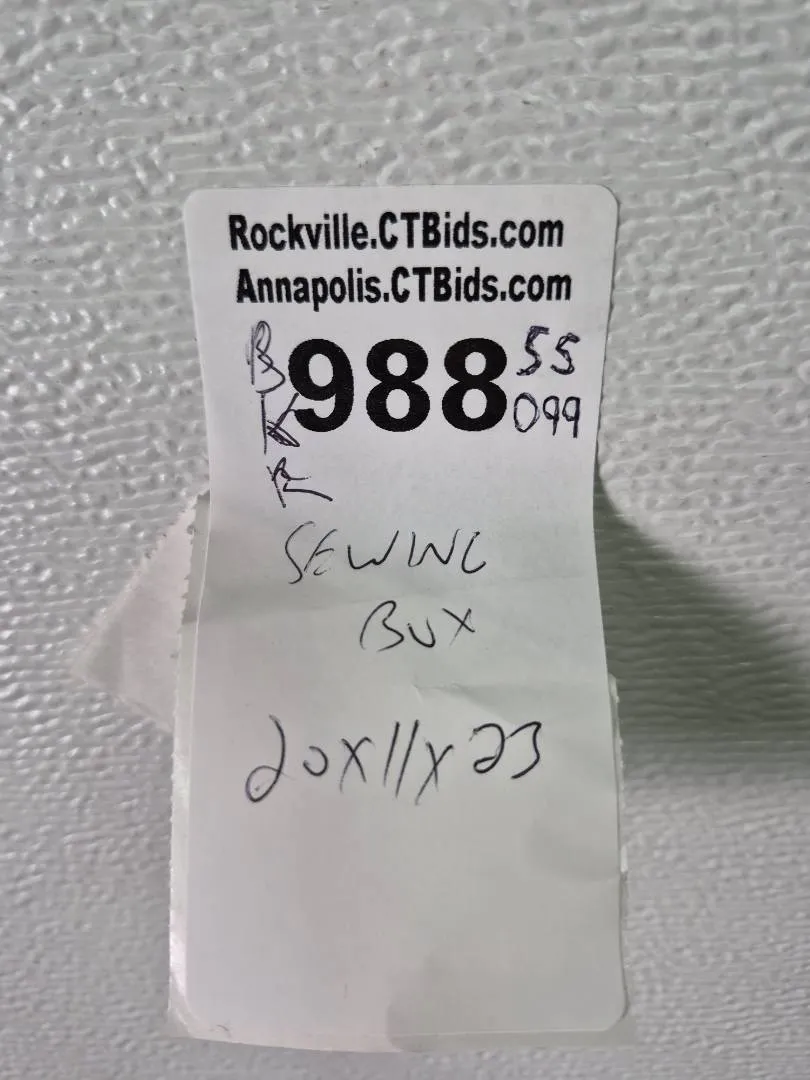 Rockville.CTBids.com
Annapolis.CTBids.com
B 988 55
K 099
R
SEWING
BOX
20X11X23